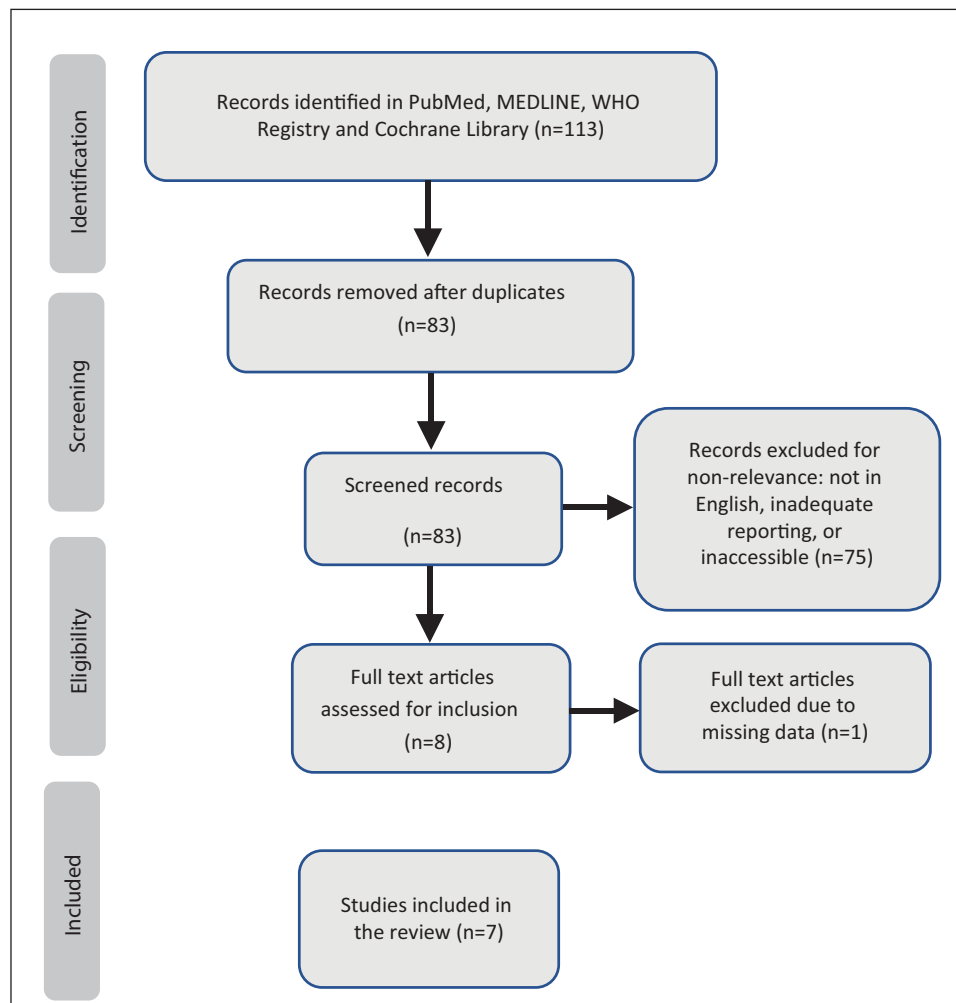 Identification
Records identified in PubMed, MEDLINE, WHO
Registry and Cochrane Library (n=113)
Screening
Records removed after duplicates
(n=83)
Screened records
(n=83)
Records excluded for
non-relevance: not in
English, inadequate
reporting, or
inaccessible (n=75)
Eligibility
Full text articles
assessed for inclusion
(n=8)
Full text articles
excluded due to
missing data (n=1)
Included
Studies included in
the review (n=7)